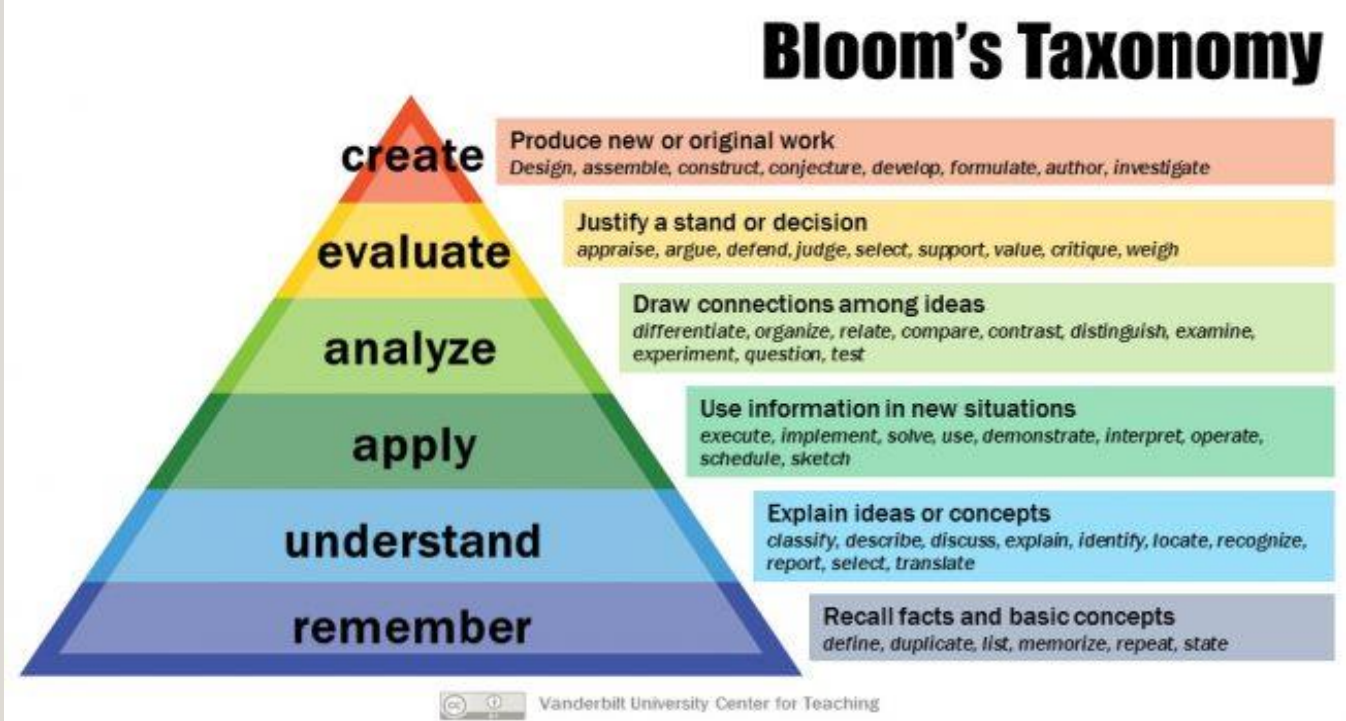 Bloom's Taxonomy
create
Produce new or original work
Design, assemble, construct, conjecture, develop, formulate, author, investigate
evaluate
Justify a stand or decision
appraise, argue, defend, judge, select, support, value, critique, weigh
analyze
Draw connections among ideas
differentiate, organize, relate, compare, contrast, distinguish, examine,
experiment, question, test
apply
Use information in new situations
execute, implement, solve, use, demonstrate, interpret, operate,
schedule, sketch
understand
Explain ideas or concepts
classify, describe, discuss, explain, identify, locate, recognize,
report, select, translate
remember
Recall facts and basic concepts
define, duplicate, list, memorize, repeat, state
cc
Vanderbilt University Center for Teaching